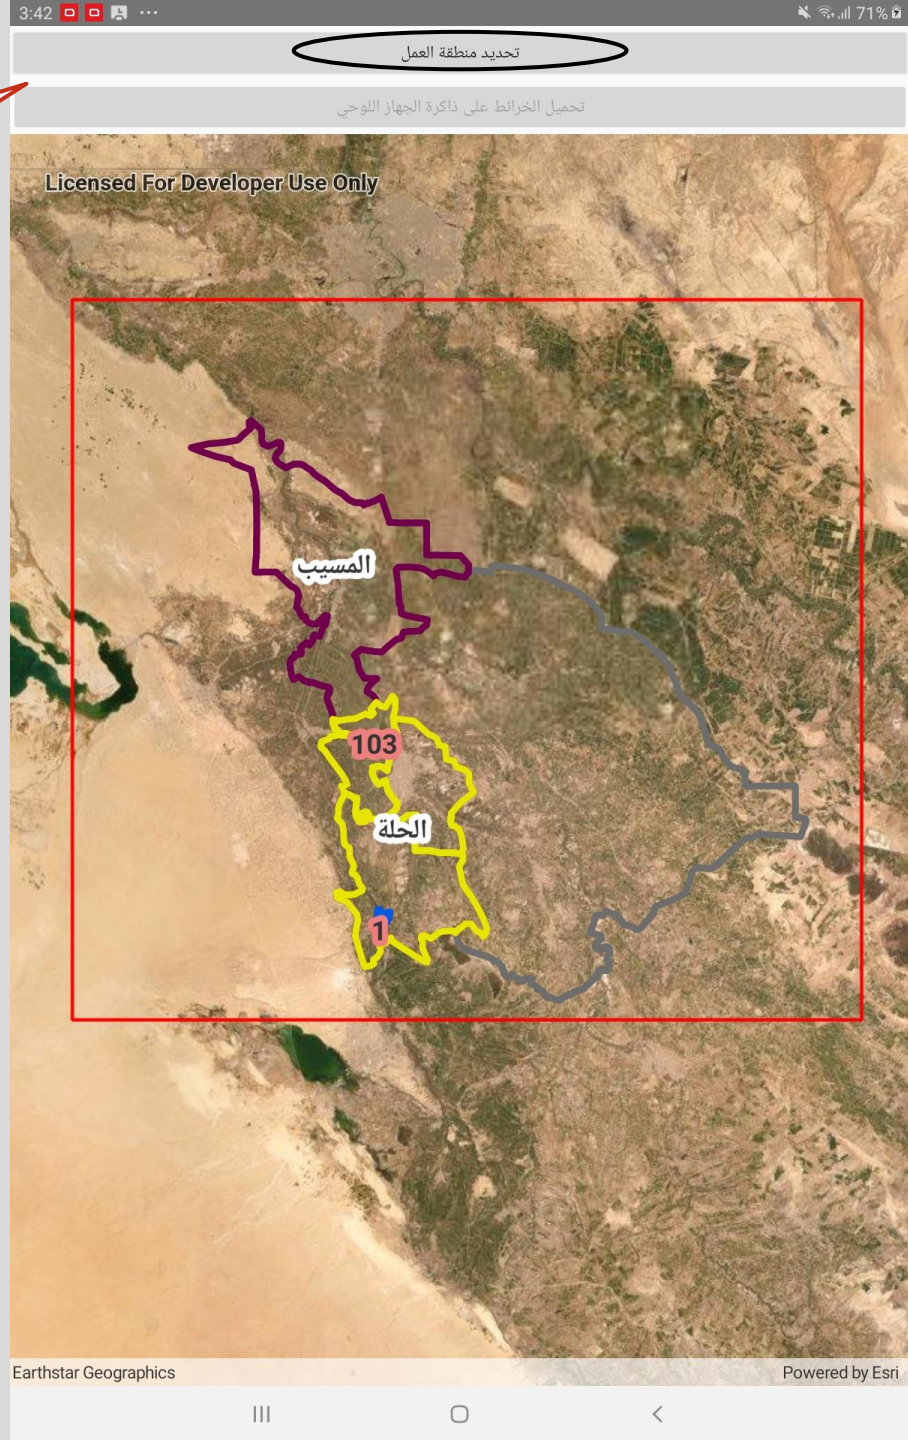 3:42
71%
تحديد منطقة العمل
تحميل الخرائط على ذاكرة الجهاز اللوحي
Licensed For Developer Use Only
المسيب
103
الحلة
1
Earthstar Geographics
Powered by Esri